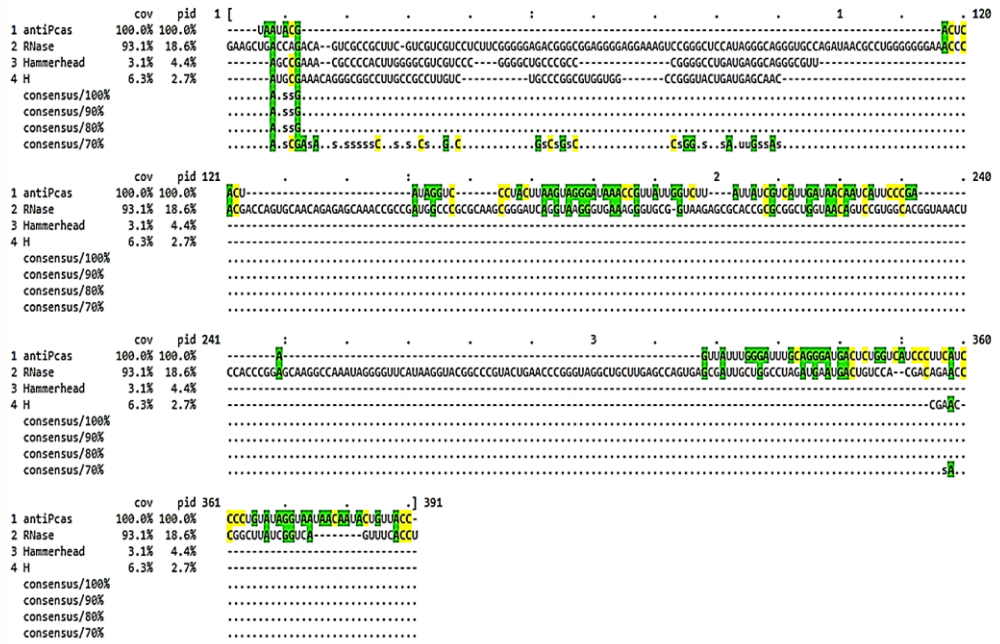 cov pid 1 [ . . . . : . . . . 1 . 120
1 antiPcas 100.0% 100.0% ----UAAUACG---------------------------------------------------------------------------------------------------------ACUC
2 RNase 93.1% 18.6% GAAGCUGACCAGACA--GUCGCCGCUUC-GUCGUCGUCCUCUUCGGGGGAGACGGGCGGAGGGGAGGAAAGUCCGGGCUCCAUAGGGCAGGGUGCCAGAUAACGCCUGGGGGGGAAACCC
3 Hammerhead 3.1% 4.4% -------AGCCGAAA--CGCCCCACUUGGGGCGUCGUCCC----GGGGCUGCCCGCC-----------CGGGGCCUGAUGAGGCAGGGCGUU------------------------
4 H 6.3% 2.7% -------AUGCGAAACAGGGCGGCCUUGCCGCCUUGUC---------UGCCCGGCGUGGUGG-------CCGGGUACUGAUGAGCAAC------------------------------
consensus/100% .......A.ssG............................................................................................................
consensus/90% .......A.ssG............................................................................................................
consensus/80% .......A.ssG............................................................................................................
consensus/70% .......A.sCGASA..s.sssssC..s.s.Cs..G.C.............GsCsGsC...............CsGG.s..sA.uuGssAs..............................
cov pid 121 . : . . . . 2 . . . . 240
1 antiPcas 100.0% 100.0% ACU---------------------------AUAGGUC-------CCUACUUAAGUAGGGAUAAACCGUUAUUGGUCUU----AUUAUCGUCAUUGAUAACAAUCAUUCCCGA--------
2 RNase 93.1% 18.6% ACGACCAGUGCAACAGAGAGCAAACCGCCGAUGGCCCGCGCAAGCGGGAUCAGGUAAGGGUGAAAGGGUGCG-GUAAGAGCGCACCGCGCGGCUGGUAACAGUCCGUGGCACGGUAAACU
3 Hammerhead 3.1% 4.4% ------------------------------------------------------------------------------------------------------------------------
4 H 6.3% 2.7% ------------------------------------------------------------------------------------------------------------------------
consensus/100% ........................................................................................................................
consensus/90% ........................................................................................................................
consensus/80% ........................................................................................................................
consensus/70% ........................................................................................................................
cov pid 241 : . . . . 3 . . . . : . 360
1 antiPcas 100.0% 100.0% --------A--------------------------------------------------------------------GUUAUUUGGGAUUUGCAGGGAUGACUCUGGUCAUCCCUUCAUC
2 RNase 93.1% 18.6% CCACCCGGAGCAAGGCCAAAUAGGGGUUCAUAAGGUACGGCCCGUACUGAACCCGGGUAGGCUGCUUGAGCCAGUGAGCGAUUGCUGGCCUAGAUGAAUGACUGUCCA--CGACAGAACC
3 Hammerhead 3.1% 4.4% ------------------------------------------------------------------------------------------------------------------------
4 H 6.3% 2.7% ------------------------------------------------------------------------------------------------------------------CGAAC-
consensus/100% ........................................................................................................................
consensus/90% ........................................................................................................................
consensus/80% ........................................................................................................................
consensus/70% ....................................................................................................................sA..
cov pid 361 . . .] 391
1 antiPcas 100.0% 100.0% CCCUGUAUAGGUAAUAACAAUACUGUUACC-
2 RNase 93.1% 18.6% CGGCUUAUCGGUCA--------GUUUCACCU
3 Hammerhead 3.1% 4.4% -------------------------------
4 H 6.3% 2.7% -------------------------------
consensus/100% ...............................
consensus/90% ...............................
consensus/80% ...............................
consensus/70% ...............................